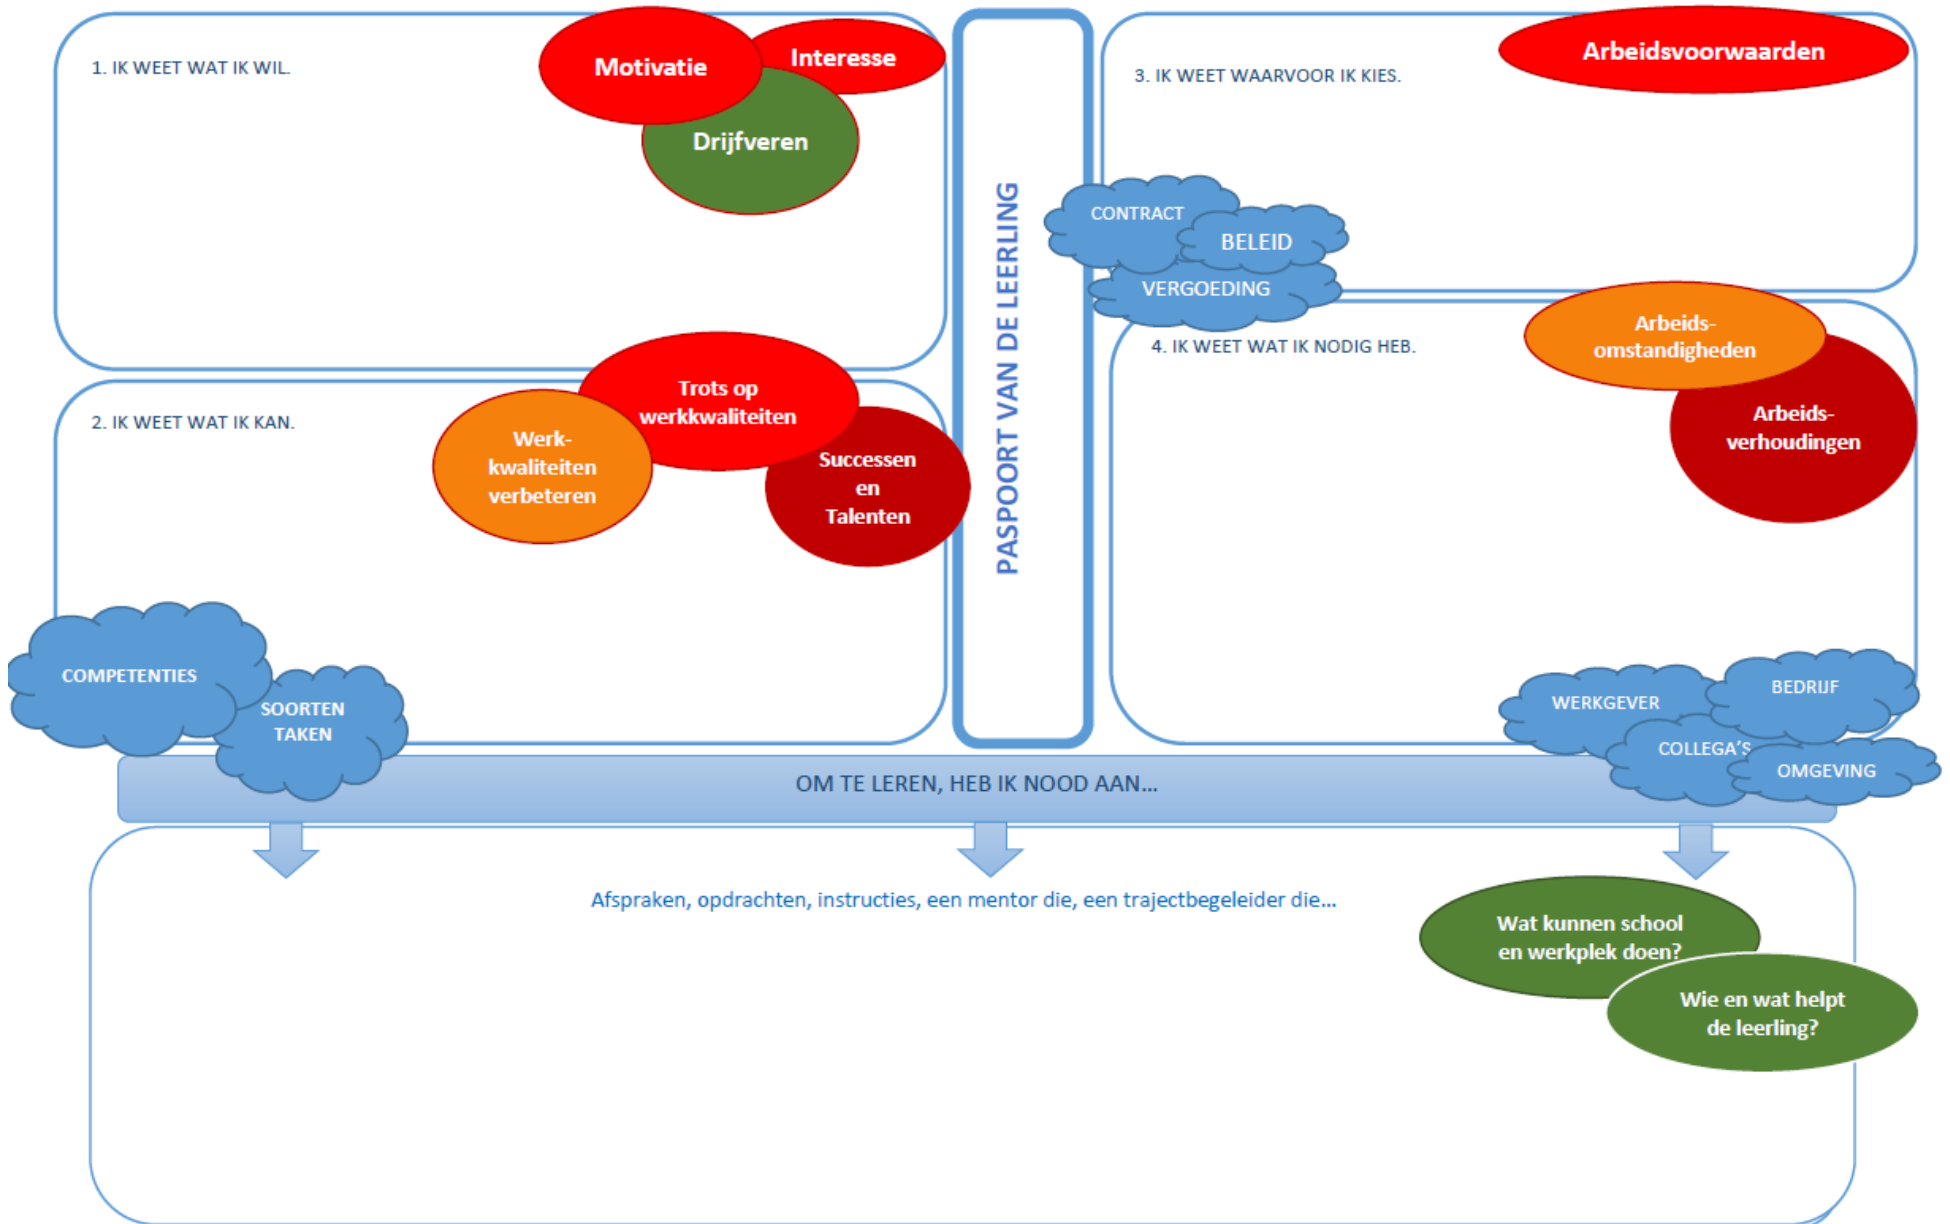 1. IK WEET WAT IK WIL.
Motivatie
Interesse
Drijfveren
2. IK WEET WAT IK KAN.
Trots op
werkkwaliteiten
Werk-
kwaliteiten
verbeteren
Successen
en
Talenten
COMPETENTIES
SOORTEN
TAKEN
PASPOORT VAN DE LEERLING
3. IK WEET WAARVOOR IK KIES.
Arbeidsvoorwaarden
CONTRACT
BELEID
VERGOEDING
4. IK WEET WAT IK NODIG HEB.
Arbeids-
omstandigheden
Arbeids-
verhoudingen
WERKGEVER
BEDRIJF
COLLEGA'S
OMGEVING
OM TE LEREN, HEB IK NOOD AAN...
Afspraken, opdrachten, instructies, een mentor die, een trajectbegeleider die...
Wat kunnen school
en werkplek doen?
Wie en wat helpt
de leerling?